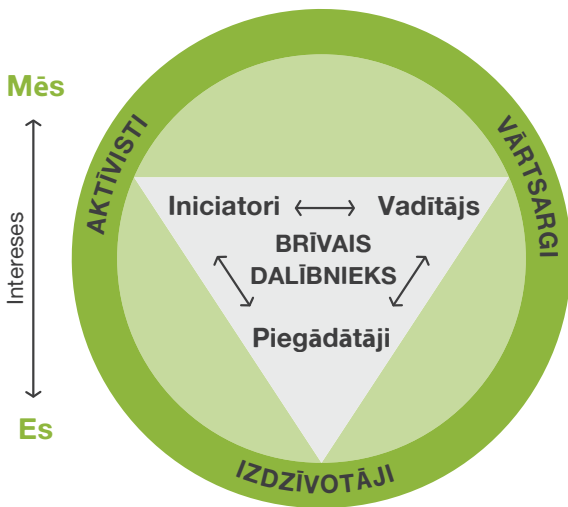 Mēs
AKTĪVISTI
VĀRTSARGI
Intereses
Iniciatori
Vadītājs
BRĪVAIS
DALĪBNIEKS
Piegādātāji
Es
IZDZĪVOTĀJI